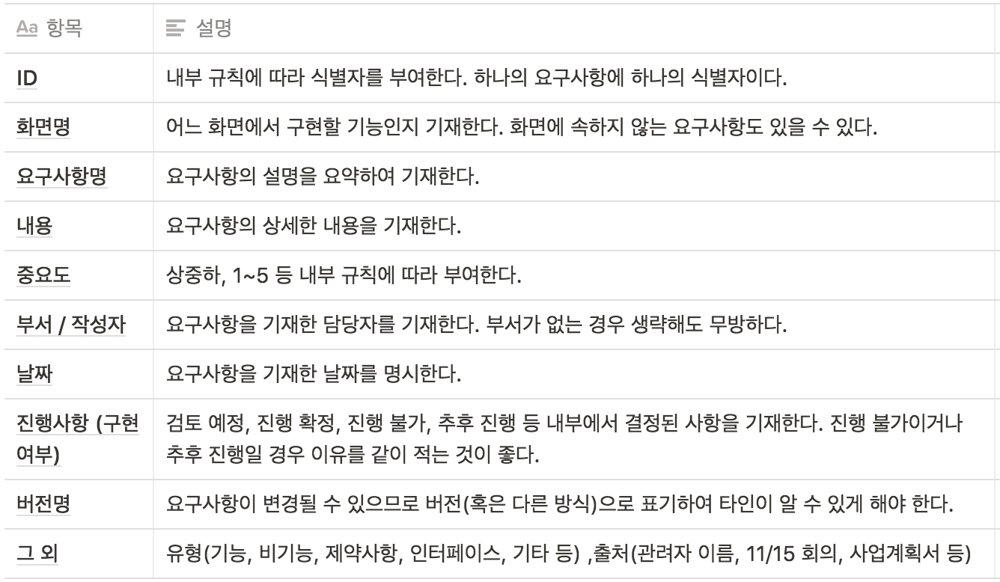 Aa 항목 설명
ID 내부 규칙에 따라 식별자를 부여한다. 하나의 요구사항에 하나의 식별자이다.
화면명 어느 화면에서 구현할 기능인지 기재한다. 화면에 속하지 않는 요구사항도 있을 수 있다.
요구사항명 요구사항의 설명을 요약하여 기재한다.
내용 요구사항의 상세한 내용을 기재한다.
중요도 상중하, 1~5 등 내부 규칙에 따라 부여한다.
부서 / 작성자 요구사항을 기재한 담당자를 기재한다. 부서가 없는 경우 생략해도 무방하다.
날짜 요구사항을 기재한 날짜를 명시한다.
진행사항 (구현 검토 예정, 진행 확정, 진행 불가, 추후 진행 등 내부에서 결정된 사항을 기재한다. 진행 불가이거나
여부) 추후 진행일 경우 이유를 같이 적는 것이 좋다.
버전명 요구사항이 변경될 수 있으므로 버전(혹은 다른 방식)으로 표기하여 타인이 알 수 있게 해야 한다.
그 외 유형(기능, 비기능, 제약사항, 인터페이스, 기타 등) ,출처(관려자 이름, 11/15 회의, 사업계획서 등)